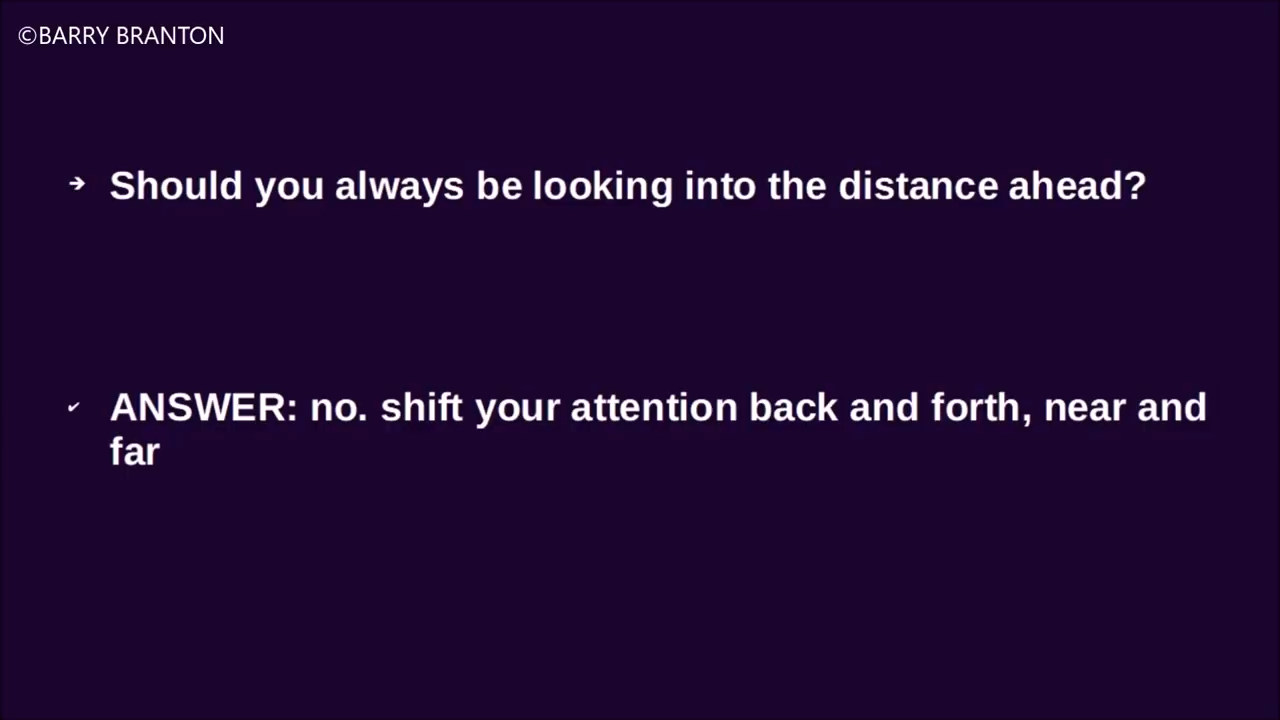 ©BARRY BRANTON
➔ Should you always be looking into the distance ahead?
✔ ANSWER: no. shift your attention back and forth, near and
far